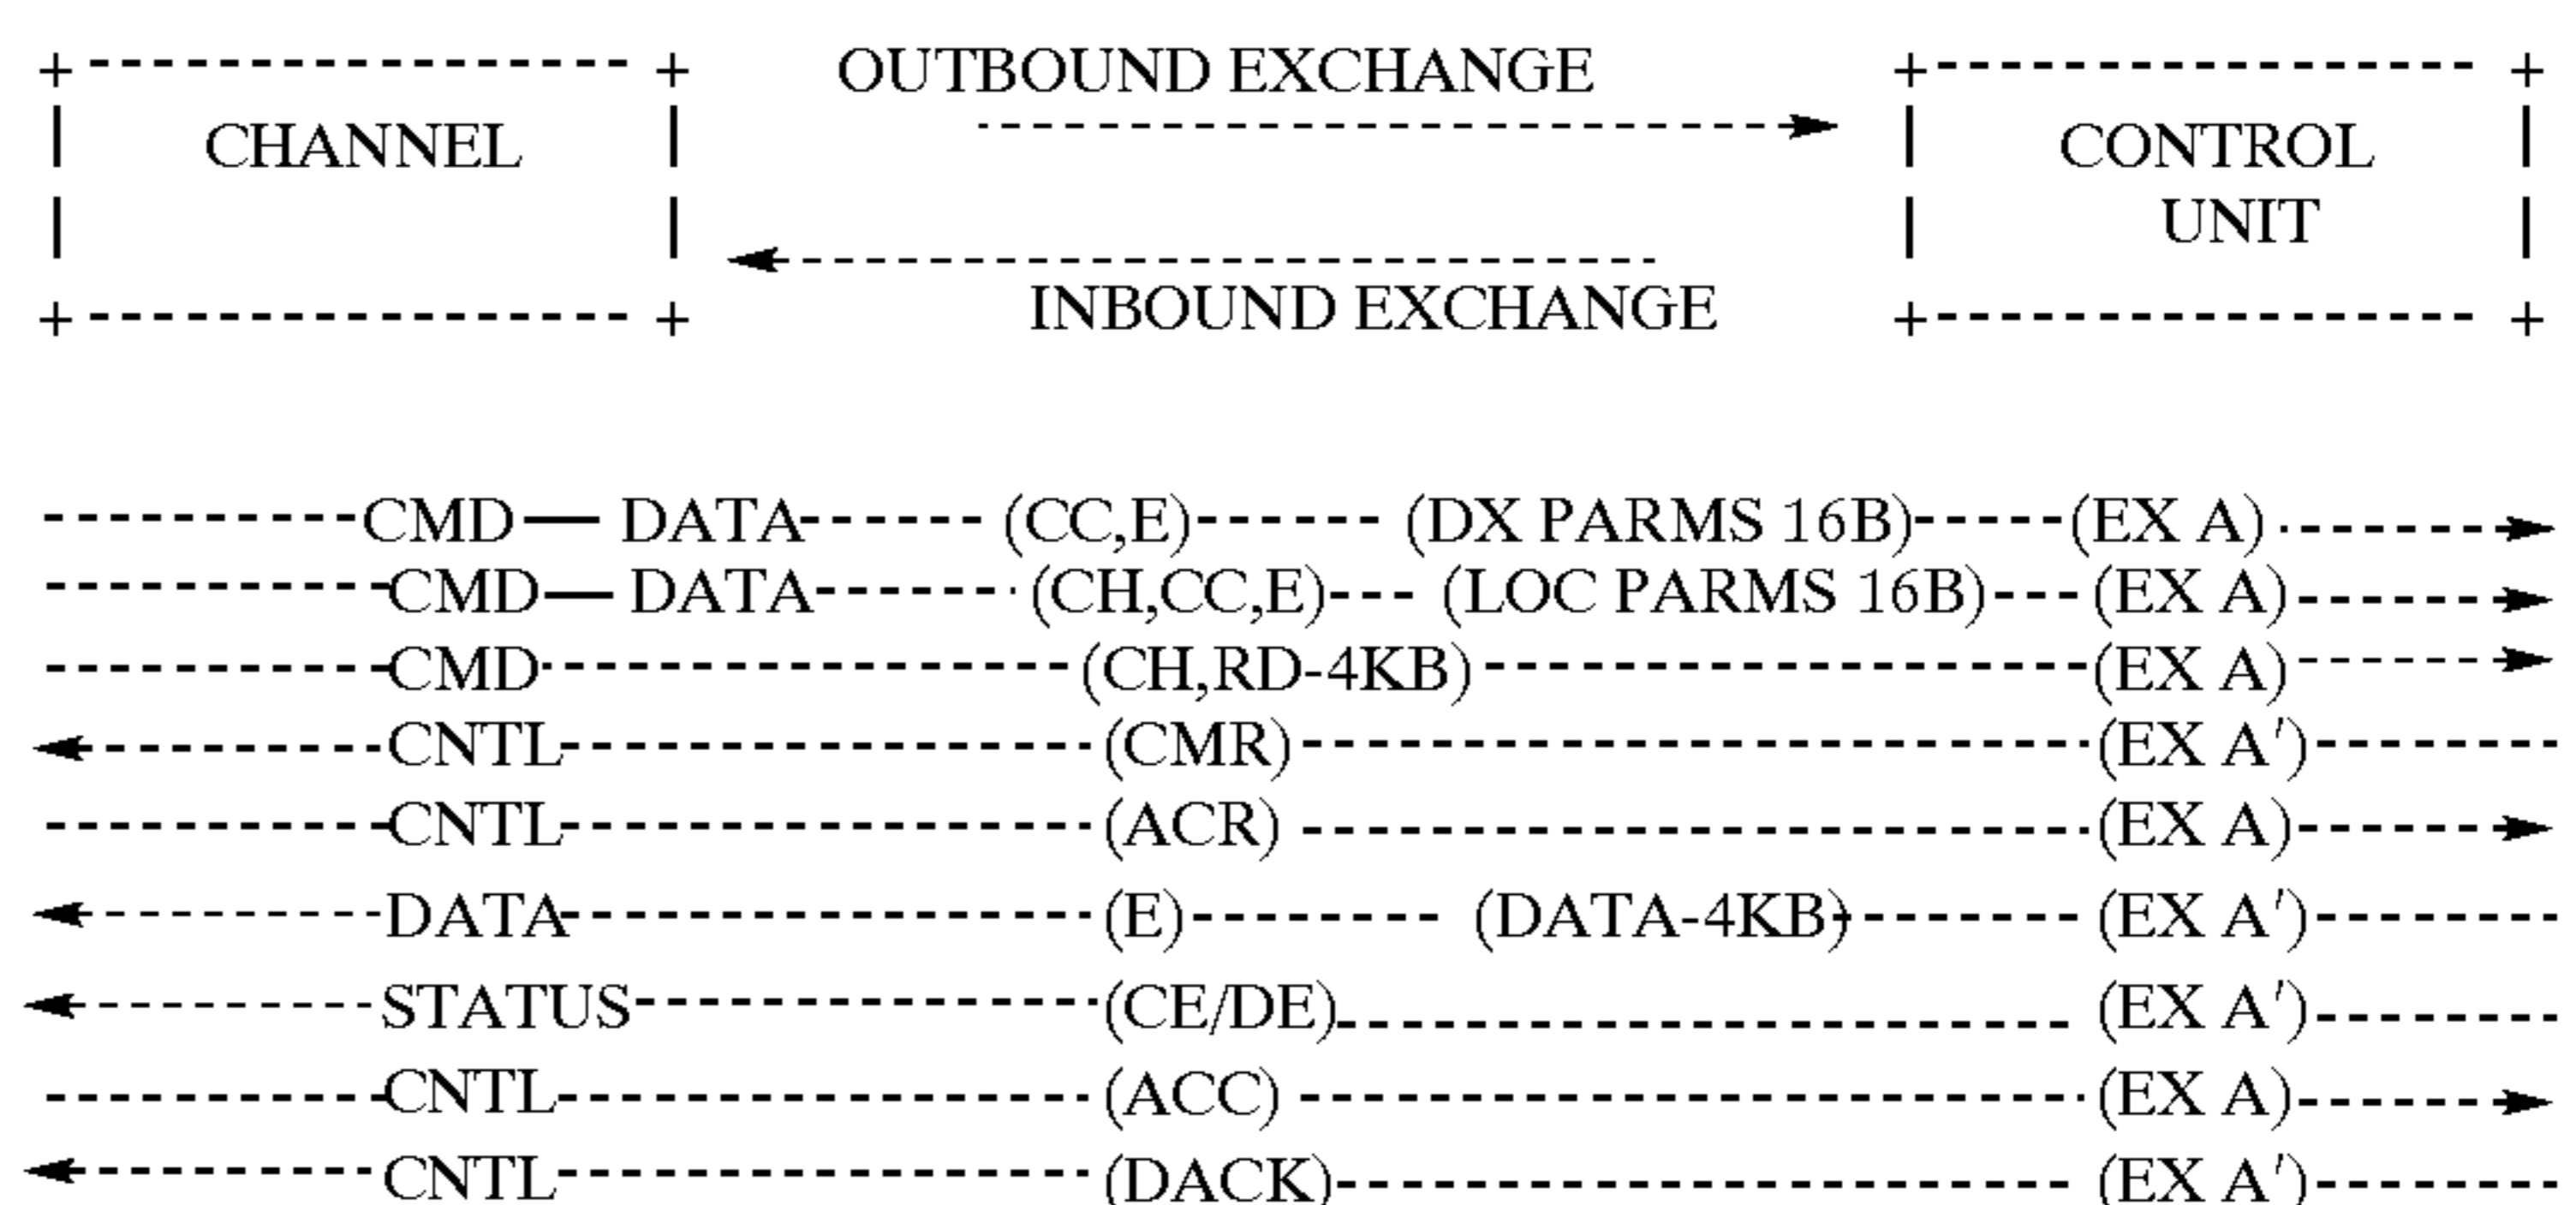 OUTBOUND EXCHANGE
CHANNEL
CONTROL
UNIT
INBOUND EXCHANGE
CMD — DATA (CC,E) (DX PARMS 16B) (EX A)
CMD — DATA (CH,CC,E) (LOC PARMS 16B) (EX A)
CMD (CH,RD-4KB) (EX A)
CNTL (CMR) (EX A′)
CNTL (ACR) (EX A)
DATA (E) (DATA-4KB) (EX A′)
STATUS (CE/DE) (EX A′)
CNTL (ACC) (EX A)
CNTL (DACK) (EX A′)